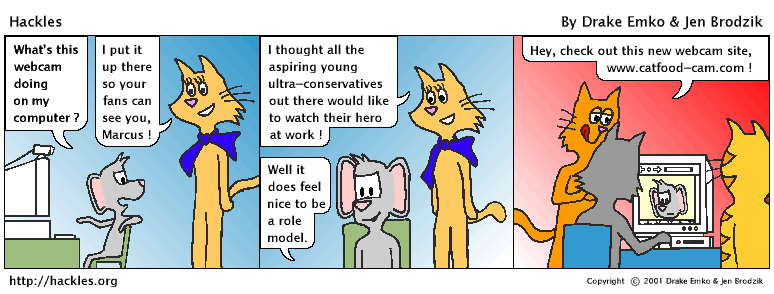 Hackles
By Drake Emko & Jen Brodzik
What's this
webcam
doing
on my
computer ?
I put it
up there
so your
fans can
see you,
Marcus !
I thought all the
aspiring young
ultra-conservatives
out there would like
to watch their hero
at work !
Well it
does feel
nice to be
a role
model.
Hey, check out this new webcam site,
www.catfood-cam.com !
http://hackles.org
Copyright © 2001 Drake Emko & Jen Brodzik